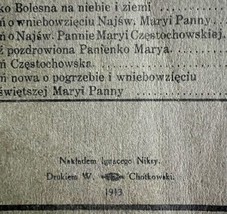 ko Bolesna na niebie i ziemi
ń o wniebowzięciu Najśw. Maryi Panny
ń o Najśw. Pannie Maryi Częstochowskiej.
ź pozdrowiona Panienko Marya.
ń Częstochowska.
ń nowa o pogrzebie i wniebowzięciu
świętszej Maryi Panny
Nakładem Ignacego Niksy.
Drukiem W. Chotkowski.
1913